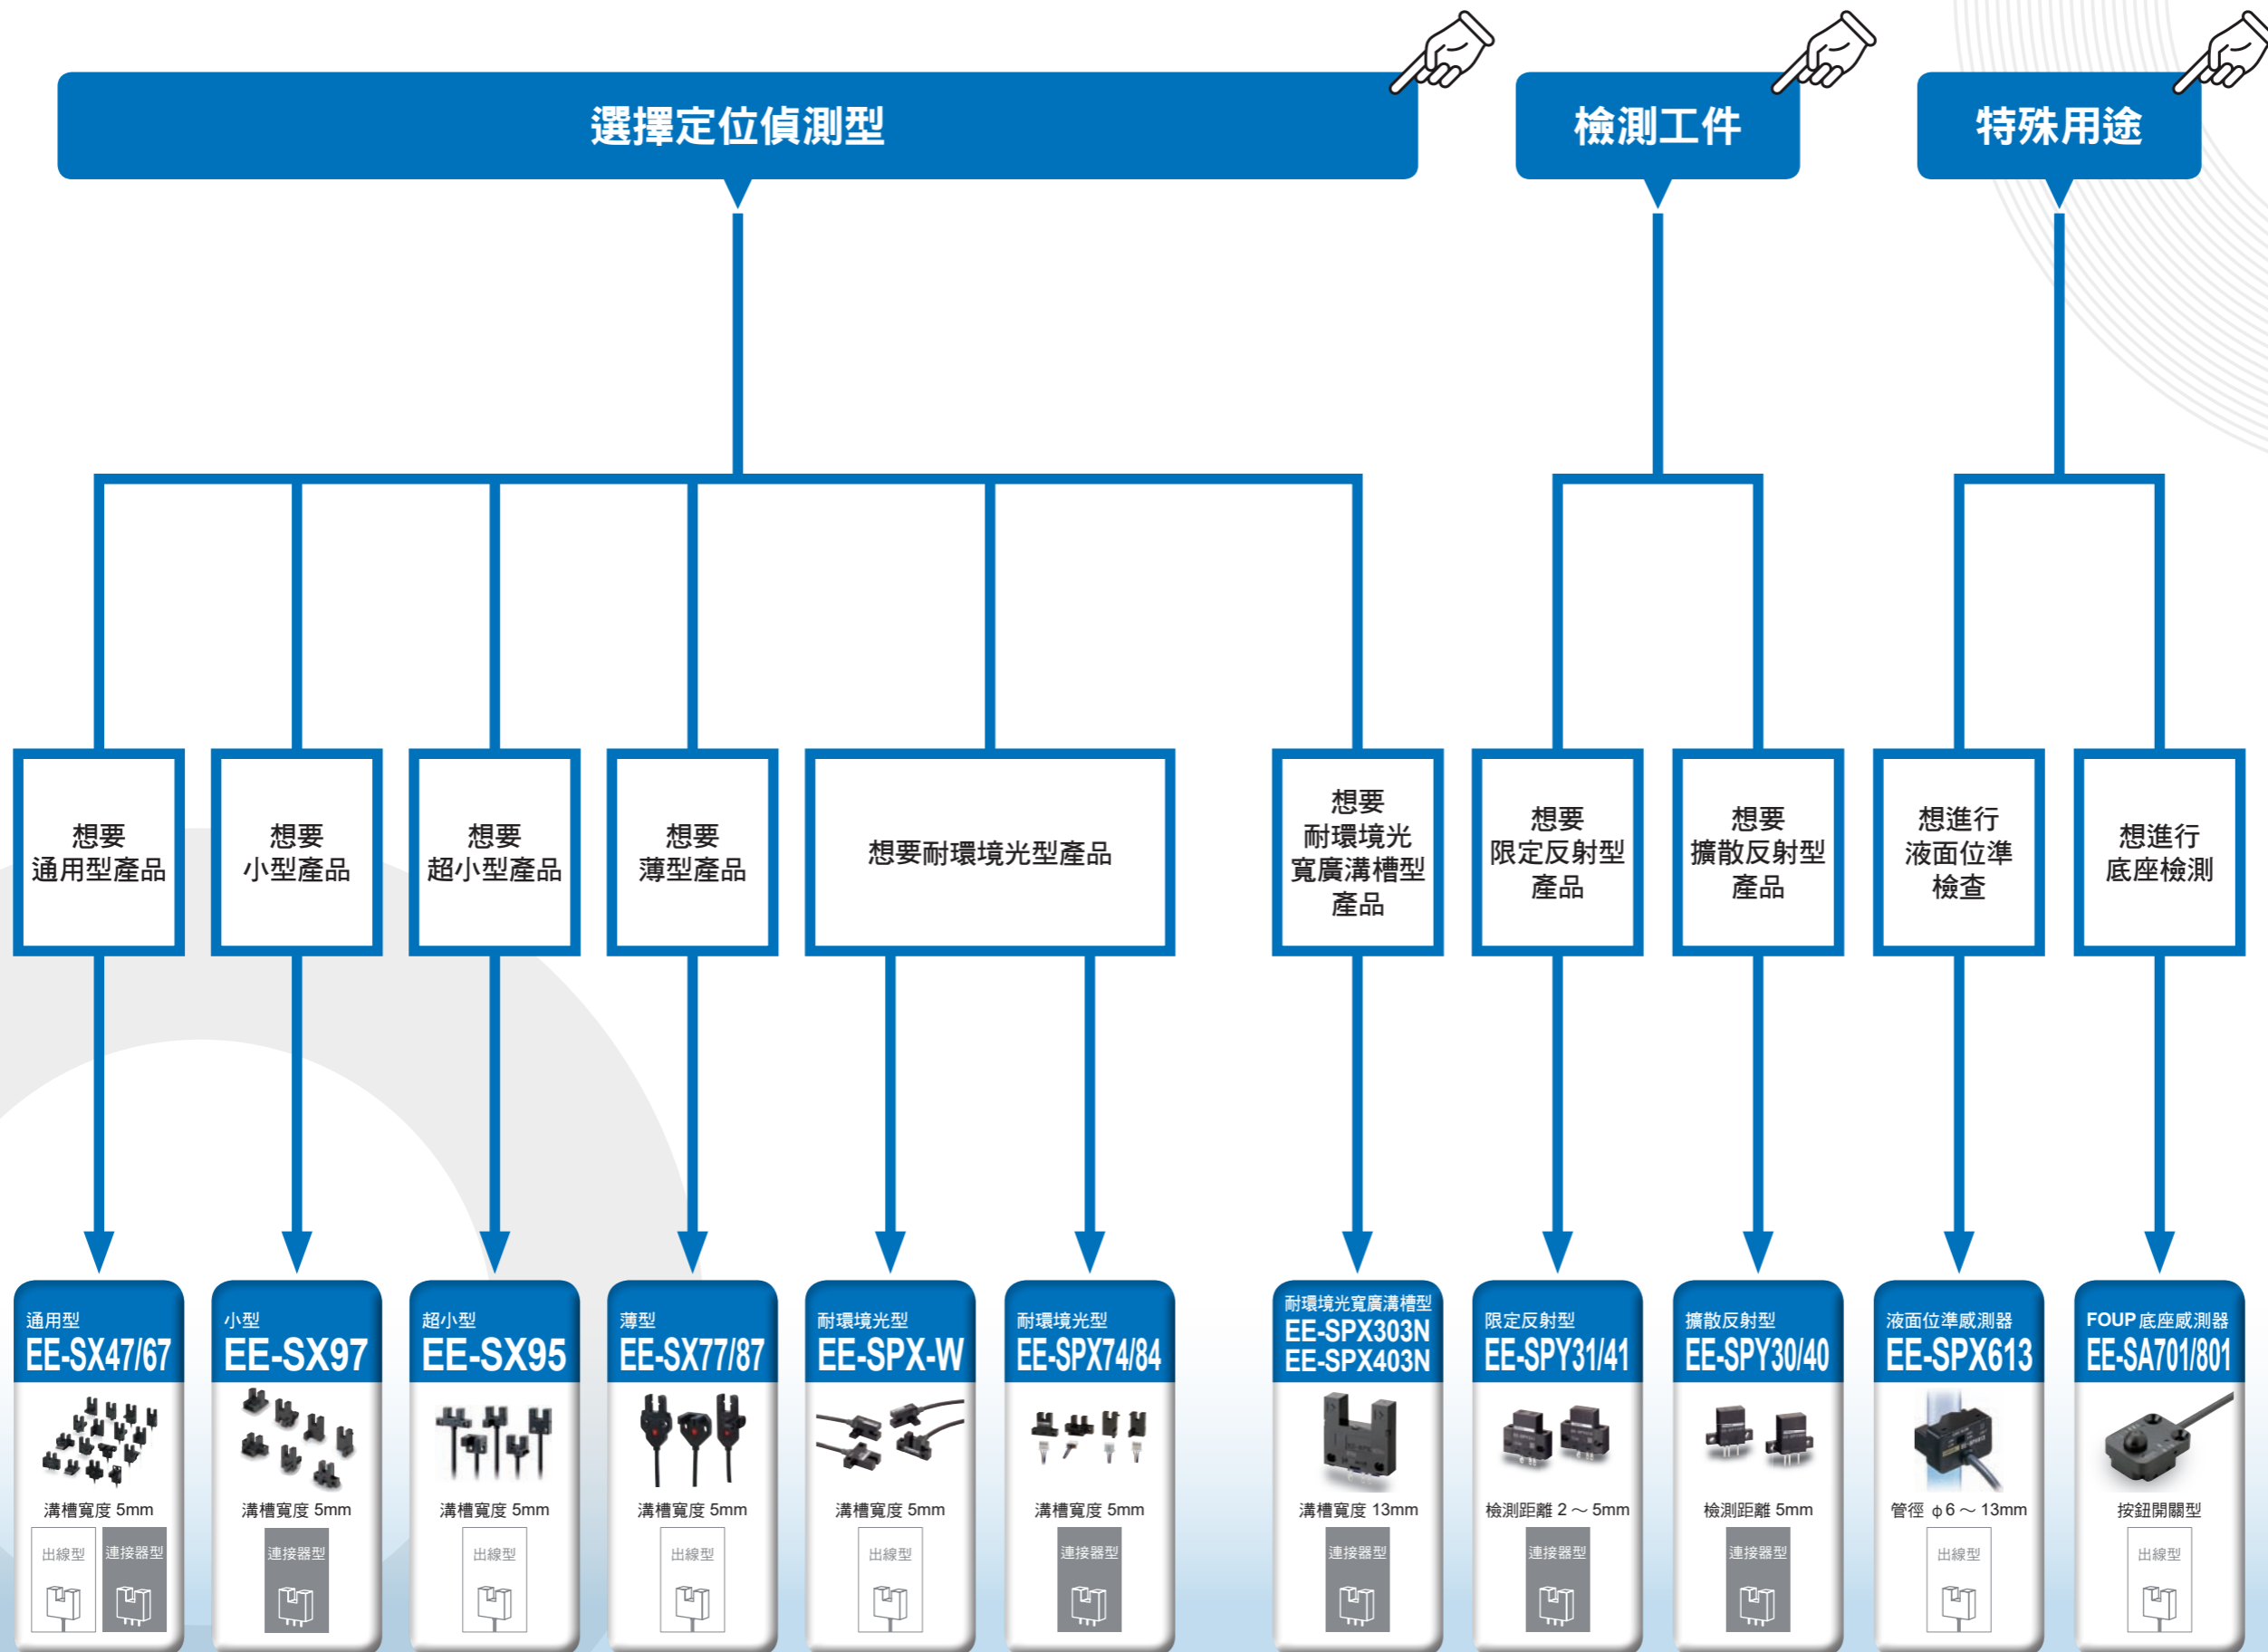 選擇定位偵測型
檢測工件
特殊用途
想要
通用型產品
想要
小型產品
想要
超小型產品
想要
薄型產品
想要耐環境光型產品
想要
耐環境光
寬廣溝槽型
產品
想要
限定反射型
產品
想要
擴散反射型
產品
想進行
液面位準
檢查
想進行
底座檢測
通用型
EE-SX47/67
溝槽寬度 5mm
出線型
連接器型
小型
EE-SX97
溝槽寬度 5mm
連接器型
超小型
EE-SX95
溝槽寬度 5mm
出線型
薄型
EE-SX77/87
溝槽寬度 5mm
出線型
耐環境光型
EE-SPX-W
溝槽寬度 5mm
出線型
耐環境光型
EE-SPX74/84
溝槽寬度 5mm
連接器型
耐環境光寬廣溝槽型
EE-SPX303N
EE-SPX403N
溝槽寬度 13mm
連接器型
限定反射型
EE-SPY31/41
檢測距離 2～5mm
連接器型
擴散反射型
EE-SPY30/40
檢測距離 5mm
連接器型
液面位準感測器
EE-SPX613
管徑 φ6～13mm
出線型
FOUP底座感測器
EE-SA701/801
按鈕開關型
出線型